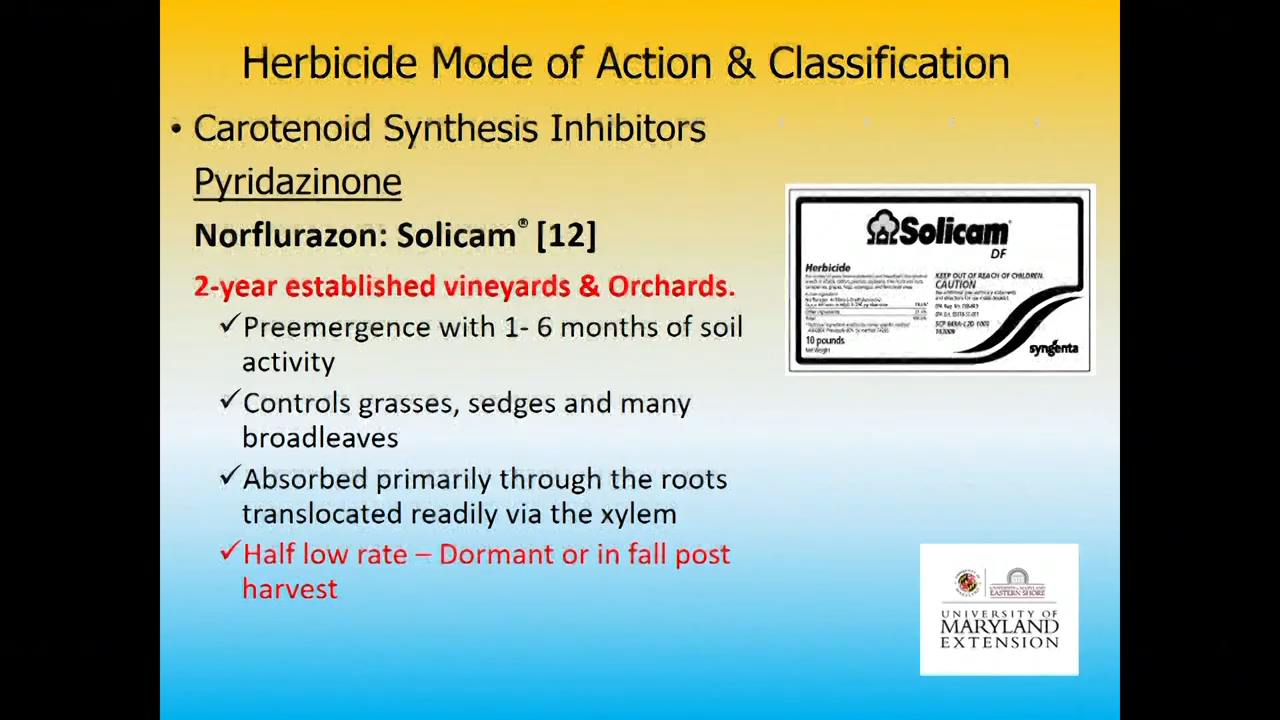 Herbicide Mode of Action & Classification
• Carotenoid Synthesis Inhibitors
Pyridazinone
Norflurazon: Solicam® [12]
2-year established vineyards & Orchards.
✓Preemergence with 1- 6 months of soil
activity
✓Controls grasses, sedges and many
broadleaves
✓Absorbed primarily through the roots
translocated readily via the xylem
✓Half low rate – Dormant or in fall post
harvest
Solicam®
DF
Herbicide
KEEP OUT OF REACH OF CHILDREN.
CAUTION
10 pounds
Net Weight
syngenta
EASTERN SHORE
UNIVERSITY OF
MARYLAND
EXTENSION